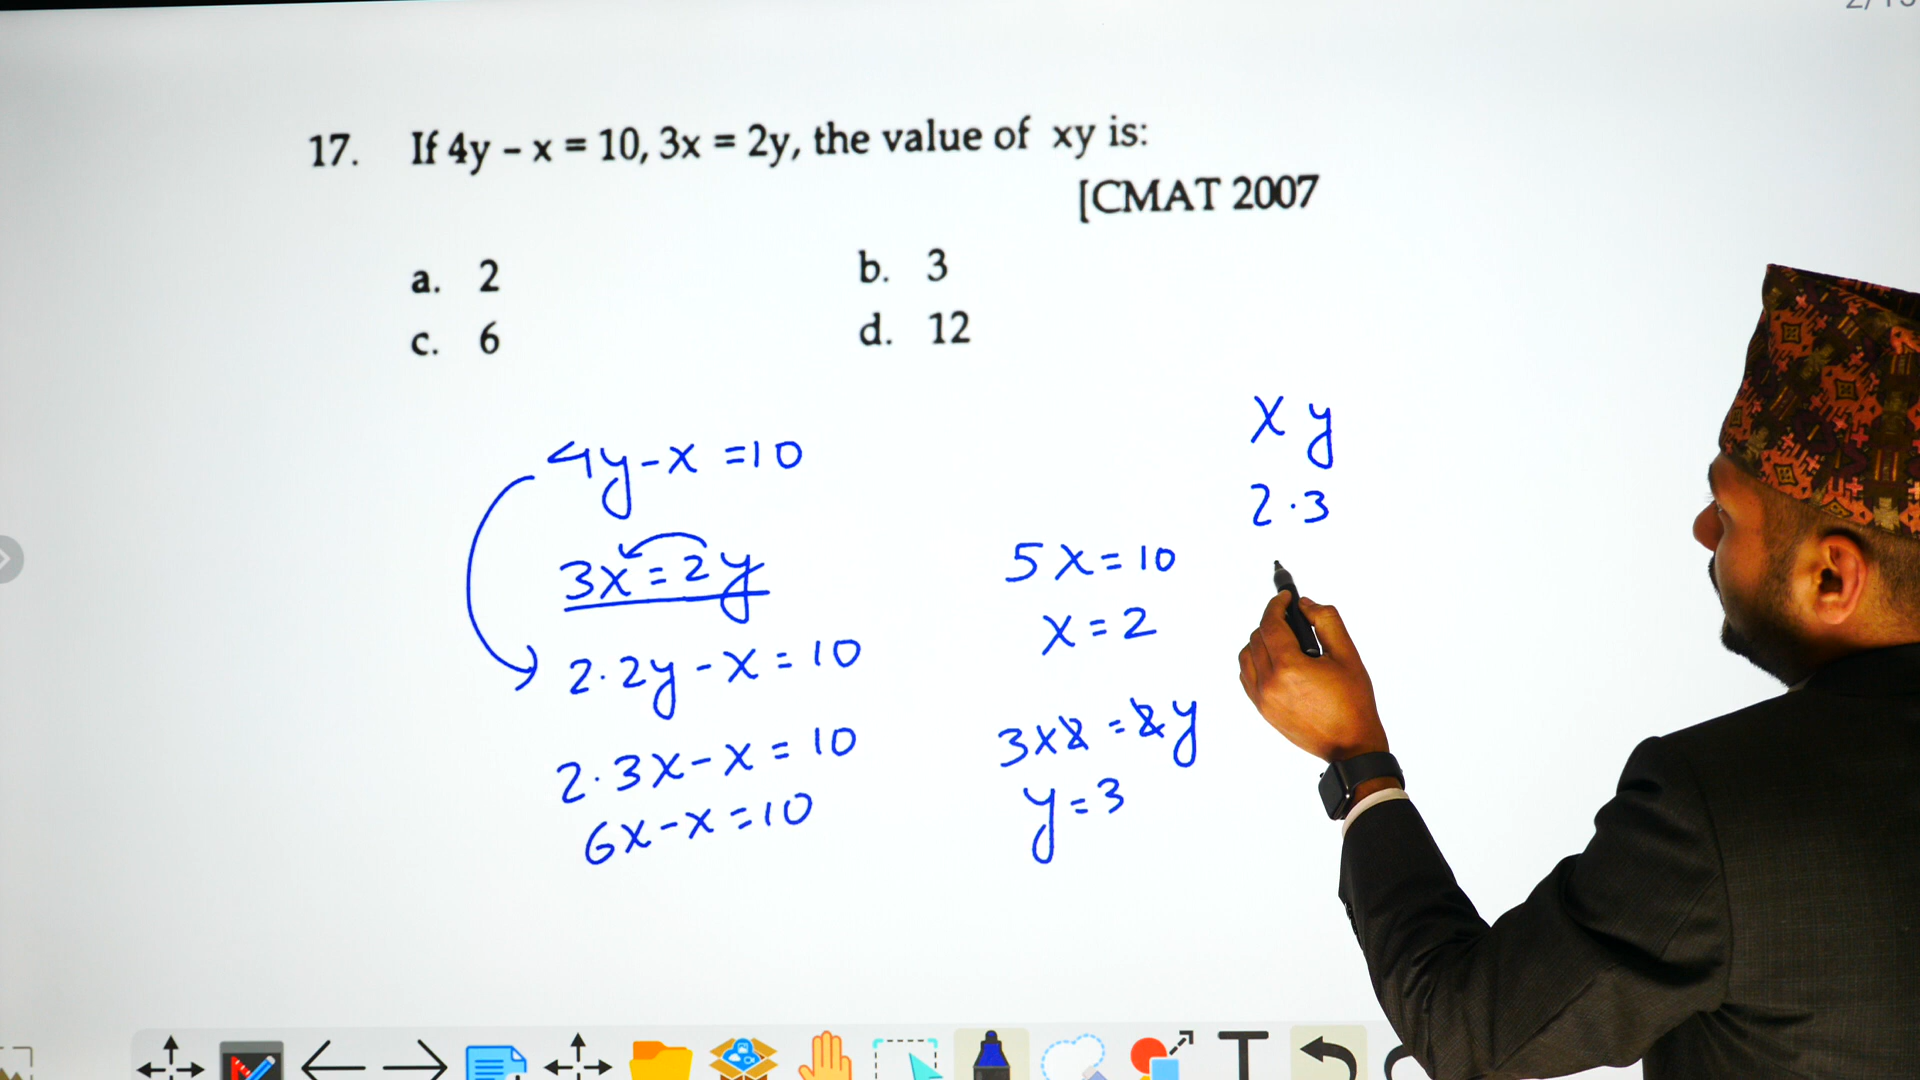 17. If 4y – x = 10, 3x = 2y, the value of xy is:
[CMAT 2007
a. 2
b. 3
c. 6
d. 12
4y-x =10
3x=2y
2.2y-x=10
2.3x-x=10
6x-x=10
5x=10
x=2
3x2=2y
y=3
x y
2.3
T